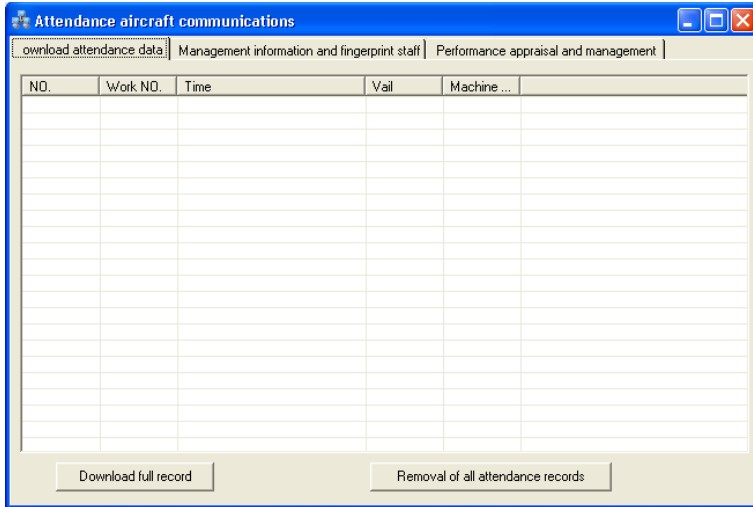 Attendance aircraft communications
ownload attendance data Management information and fingerprint staff Performance appraisal and management
NO. Work NO. Time Vail Machine ...
Download full record Removal of all attendance records